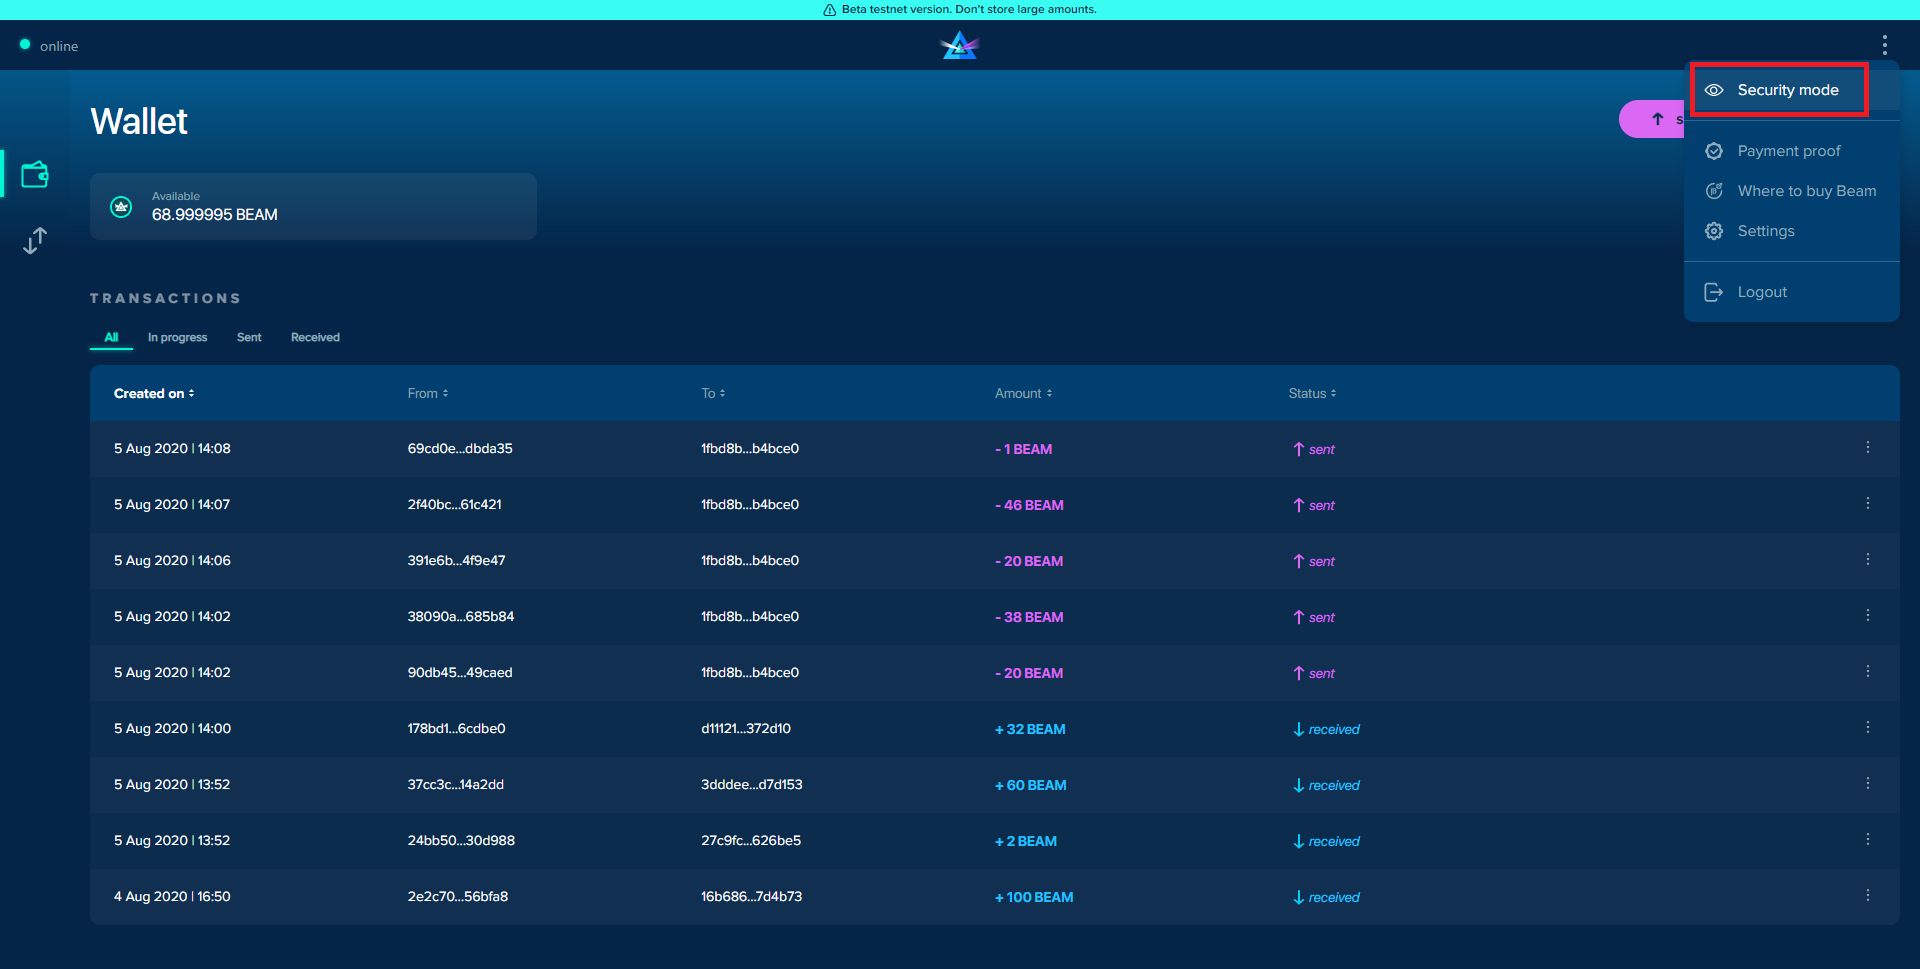 Beta testnet version. Don't store large amounts.
online
Security mode
Wallet
Payment proof
Available
68.999995 BEAM
Where to buy Beam
Settings
Logout
TRANSACTIONS
All In progress Sent Received
Created on From To Amount Status
5 Aug 2020 | 14:08 69cd0e...dbda35 1fbd8b...b4bce0 - 1 BEAM sent
5 Aug 2020 | 14:07 2f40bc...61c421 1fbd8b...b4bce0 - 46 BEAM sent
5 Aug 2020 | 14:06 391e6b...4f9e47 1fbd8b...b4bce0 - 20 BEAM sent
5 Aug 2020 | 14:02 38090a...685b84 1fbd8b...b4bce0 - 38 BEAM sent
5 Aug 2020 | 14:02 90db45...49caed 1fbd8b...b4bce0 - 20 BEAM sent
5 Aug 2020 | 14:00 178bd1...6cdbe0 d11121...372d10 + 32 BEAM received
5 Aug 2020 | 13:52 37cc3c...14a2dd 3dddee...d7d153 + 60 BEAM received
5 Aug 2020 | 13:52 24bb50...30d988 27c9fc...626be5 + 2 BEAM received
4 Aug 2020 | 16:50 2e2c70...56bfa8 16b686...7d4b73 + 100 BEAM received